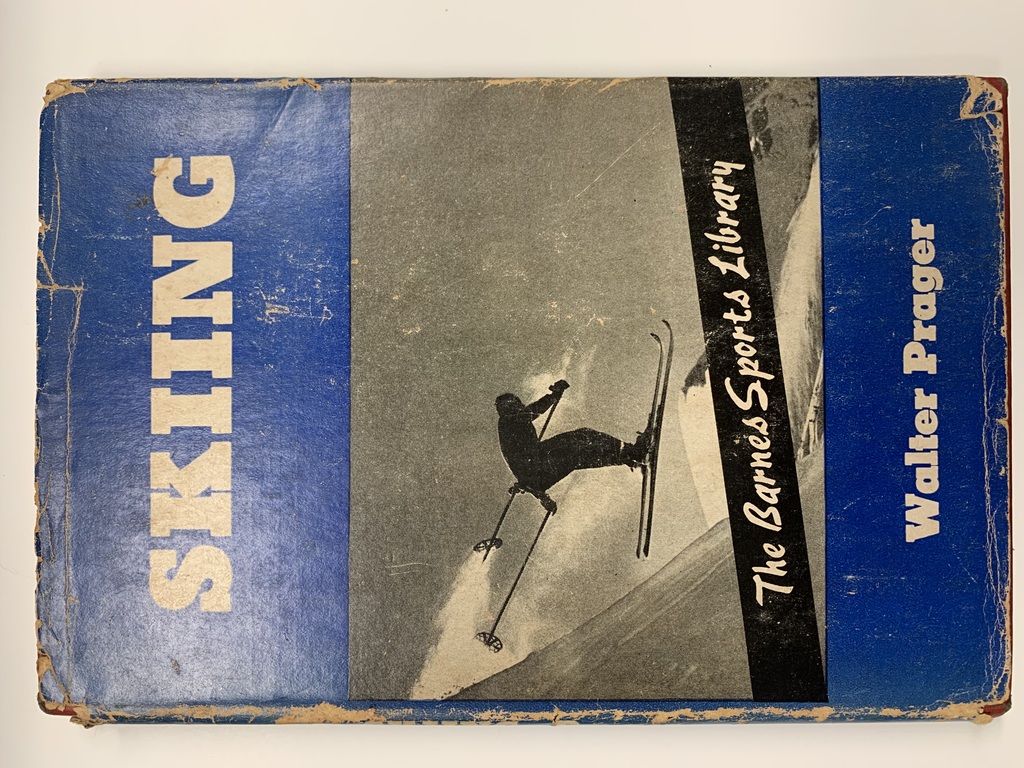 SKIING
The Barnes Sports Library
Walter Prager